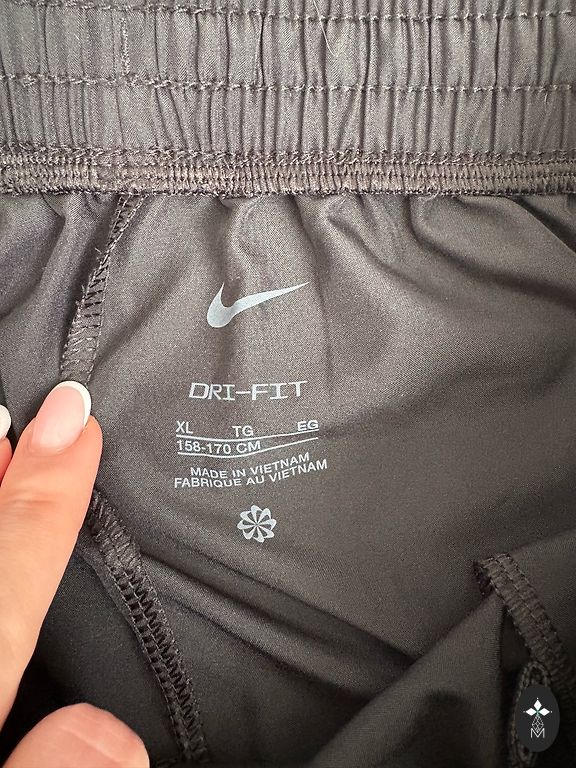 DRI-FIT
XL TG EG
158-170 CM
MADE IN VIETNAM
FABRIQUE AU VIETNAM
M